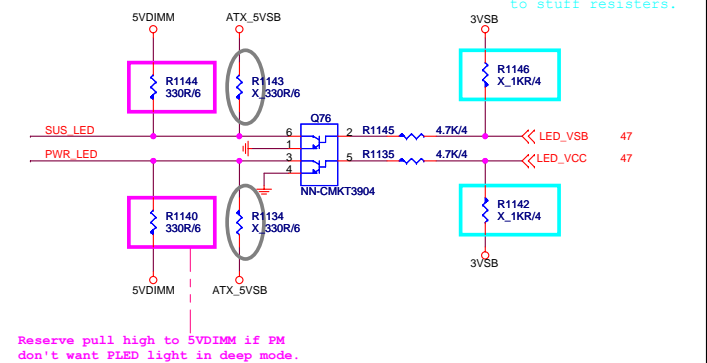 to stuff resisters.
5VDIMM
ATX_5VSB
3VSB
R1144
330R/6
R1143
X_330R/6
R1146
X_1KR/4
Q76
SUS_LED
6
2
R1145
4.7K/4
LED_VSB
47
1
PWR_LED
3
5
R1135
4.7K/4
LED_VCC
47
4
NN-CMKT3904
R1140
330R/6
R1134
X_330R/6
R1142
X_1KR/4
5VDIMM
ATX_5VSB
3VSB
Reserve pull high to 5VDIMM if PM
don't want PLED light in deep mode.